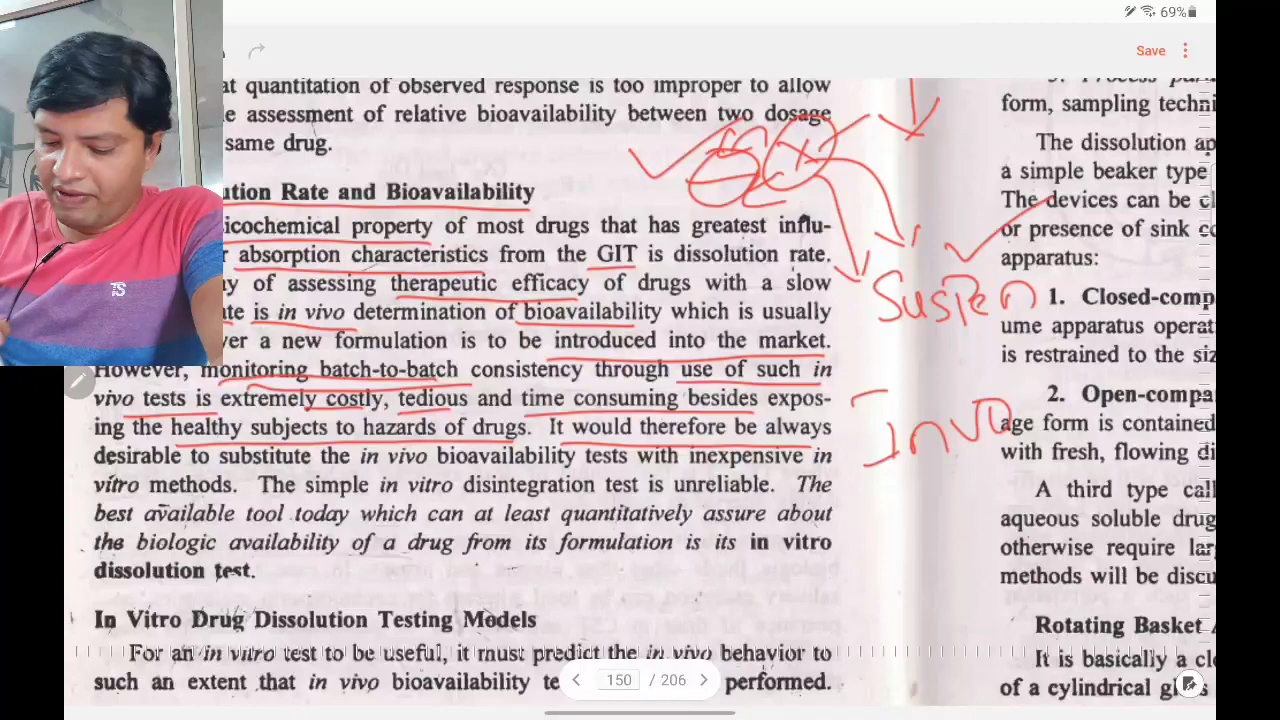 69%
Save
at quantitation of observed response is too improper to allow
e assessment of relative bioavailability between two dosage
same drug.
ution Rate and Bioavailability
icochemical property of most drugs that has greatest influ-
absorption characteristics from the GIT is dissolution rate.
ay of assessing therapeutic efficacy of drugs with a slow
ate is in vivo determination of bioavailability which is usually
ver a new formulation is to be introduced into the market.
However, monitoring batch-to-batch consistency through use of such in
vivo tests is extremely costly, tedious and time consuming besides expos-
ing the healthy subjects to hazards of drugs. It would therefore be always
desirable to substitute the in vivo bioavailability tests with inexpensive in
vitro methods. The simple in vitro disintegration test is unreliable. The
best available tool today which can at least quantitatively assure about
the biologic availability of a drug from its formulation is its in vitro
dissolution test.
In Vitro Drug Dissolution Testing Models
For an in vitro test to be useful, it must predict the in vivo behavior to
such an extent that in vivo bioavailability te performed.
Suspen
Invo
form, sampling techni
The dissolution ap
a simple beaker type
The devices can be cl
or presence of sink co
apparatus:
1. Closed-comp
ume apparatus operat
is restrained to the siz
2. Open-compa
age form is contained
with fresh, flowing di
A third type call
aqueous soluble drug
otherwise require larg
methods will be discu
Rotating Basket A
It is basically a cl
of a cylindrical glas
150 / 206